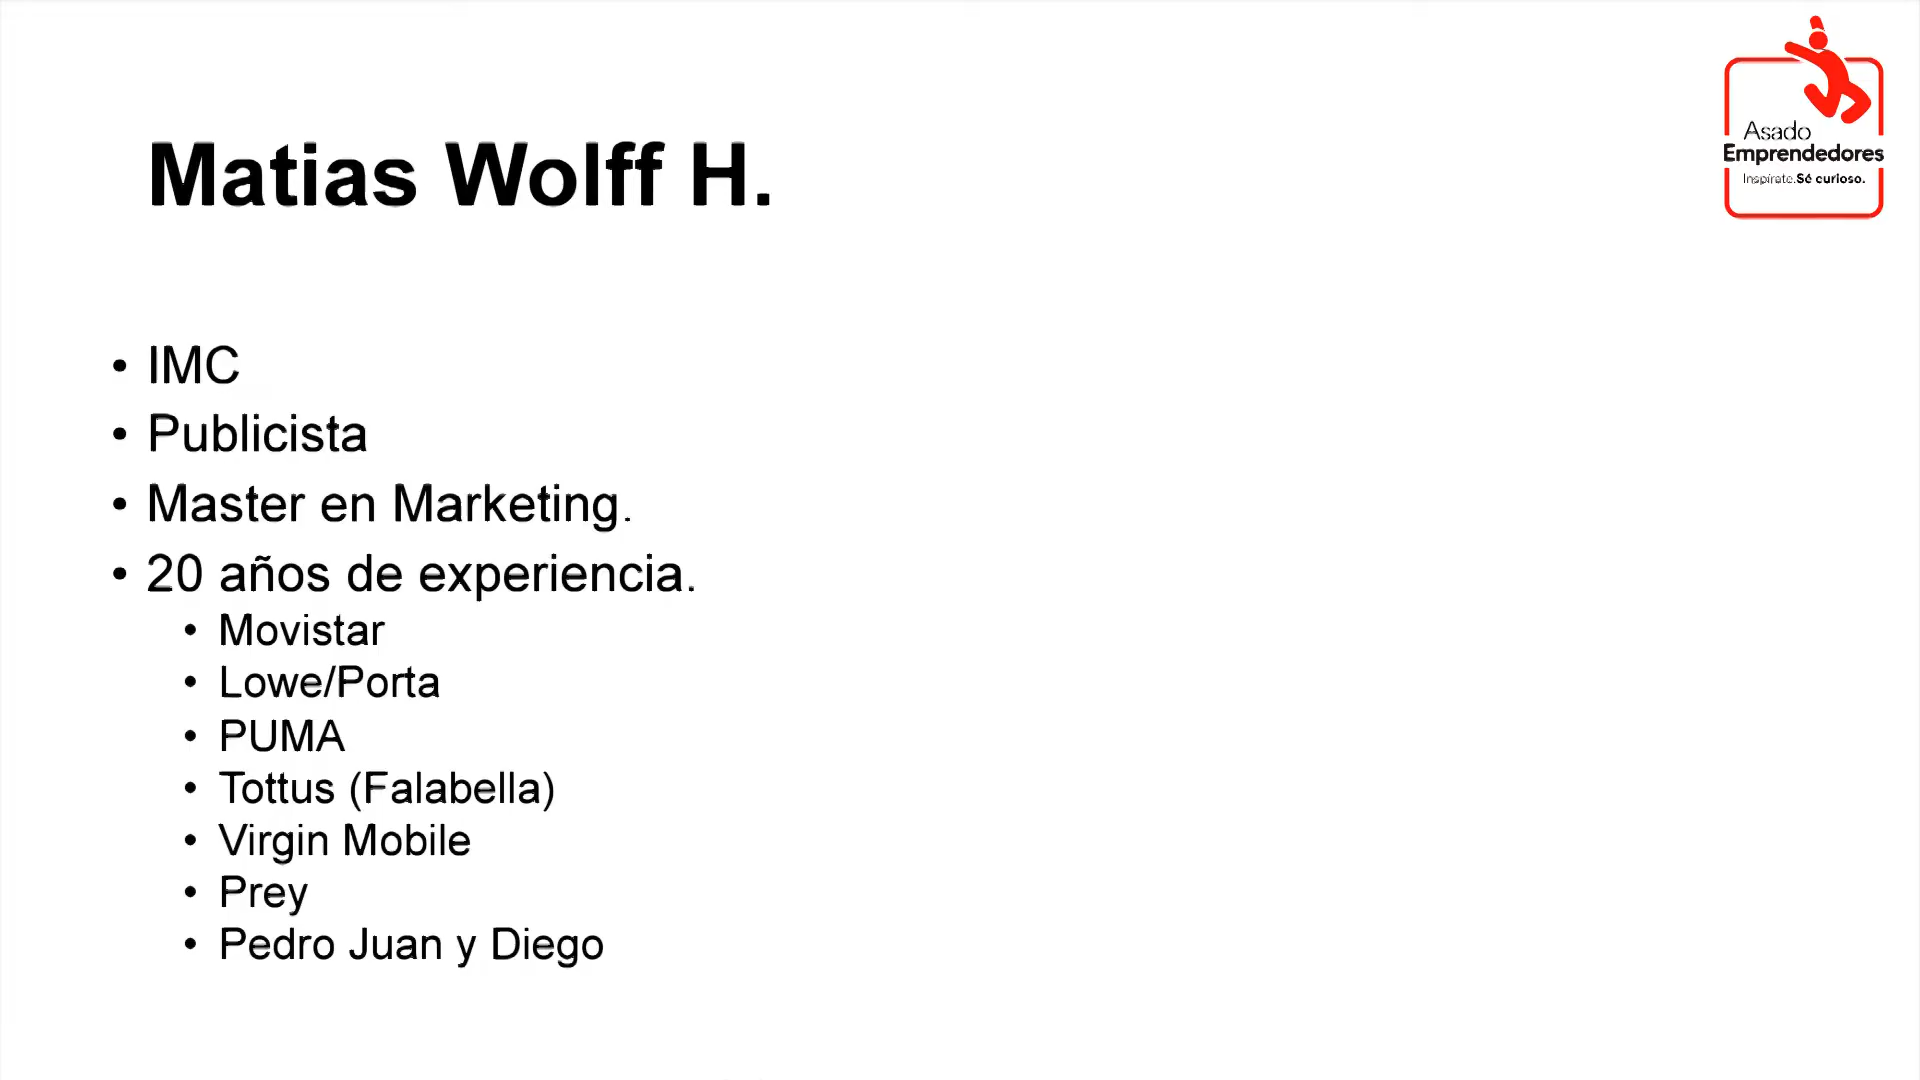 Asado
Emprendedores
Inspírate.Sé curioso.
Matias Wolff H.
• IMC
• Publicista
• Master en Marketing.
• 20 años de experiencia.
• Movistar
• Lowe/Porta
• PUMA
• Tottus (Falabella)
• Virgin Mobile
• Prey
• Pedro Juan y Diego